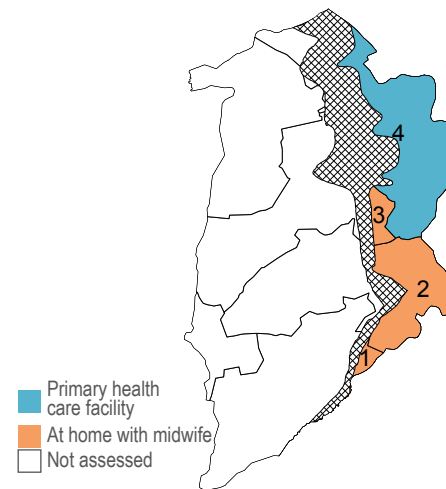 4
3
2
1
Primary health
care facility
At home with midwife
Not assessed